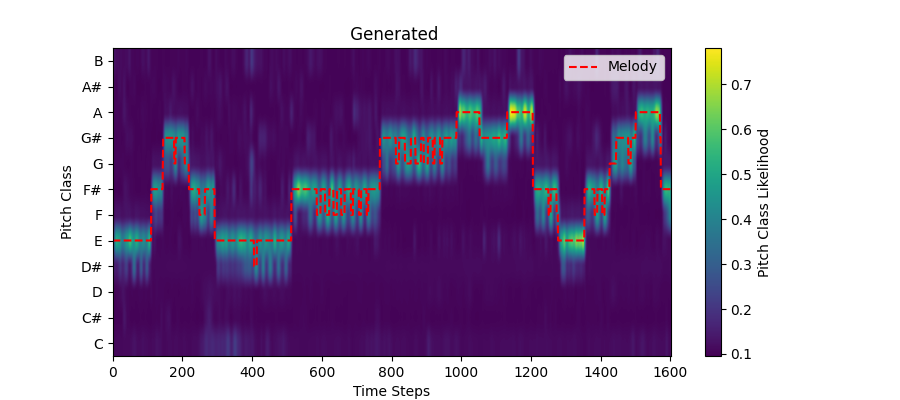 Generated
Melody
Pitch Class
B
A#
A
G#
G
F#
F
E
D#
D
C#
C
0 200 400 600 800 1000 1200 1400 1600
Time Steps
0.7
0.6
0.5
0.4
0.3
0.2
0.1
Pitch Class Likelihood